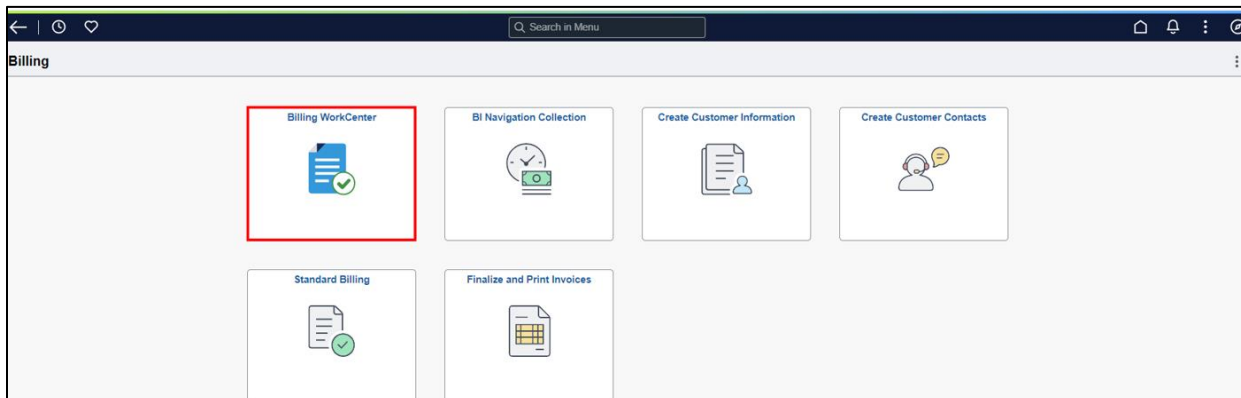 Search in Menu
Billing
Billing WorkCenter
BI Navigation Collection
Create Customer Information
Create Customer Contacts
Standard Billing
Finalize and Print Invoices